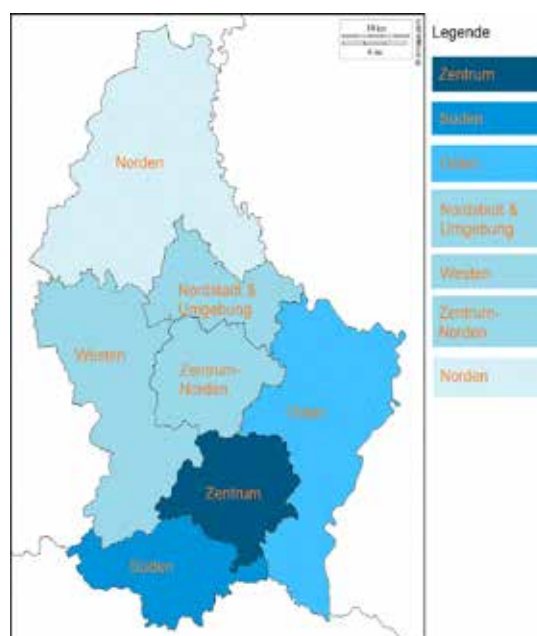 Legende
Zentrum
Süden
Osten
Nordstadt &
Umgebung
Westen
Zentrum-
Norden
Norden
Norden
Nordstadt &
Umgebung
Westen
Zentrum-
Norden
Osten
Zentrum
Süden